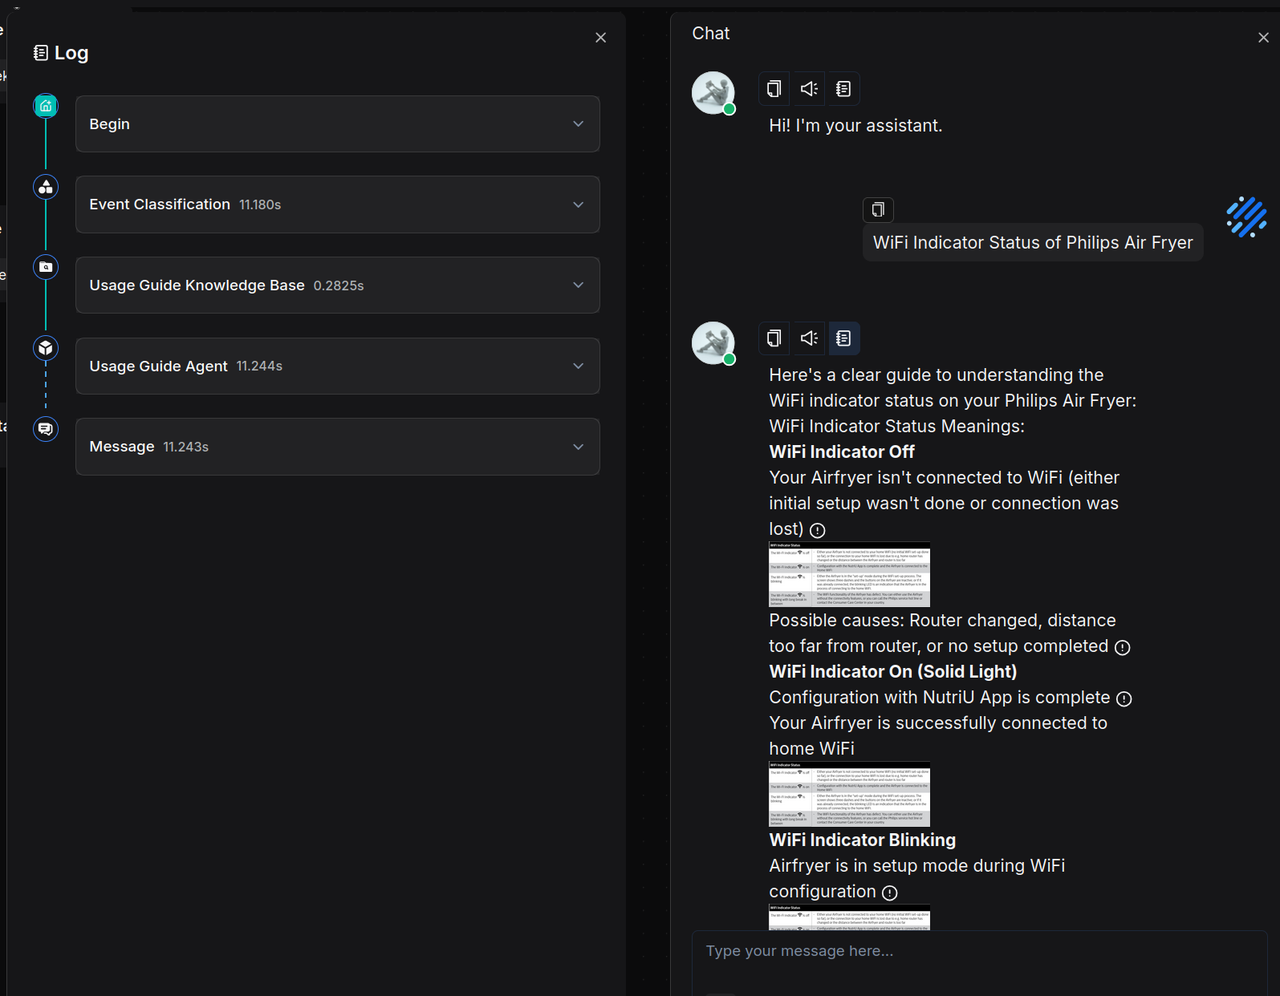 Log
Begin
Event Classification 11.180s
Usage Guide Knowledge Base 0.2825s
Usage Guide Agent 11.244s
Message 11.243s
Chat
Hi! I'm your assistant.
WiFi Indicator Status of Philips Air Fryer
Here's a clear guide to understanding the
WiFi indicator status on your Philips Air Fryer:
WiFi Indicator Status Meanings:
WiFi Indicator Off
Your Airfryer isn't connected to WiFi (either
initial setup wasn't done or connection was
lost)
Possible causes: Router changed, distance
too far from router, or no setup completed
WiFi Indicator On (Solid Light)
Configuration with NutriU App is complete
Your Airfryer is successfully connected to
home WiFi
WiFi Indicator Blinking
Airfryer is in setup mode during WiFi
configuration
Type your message here...